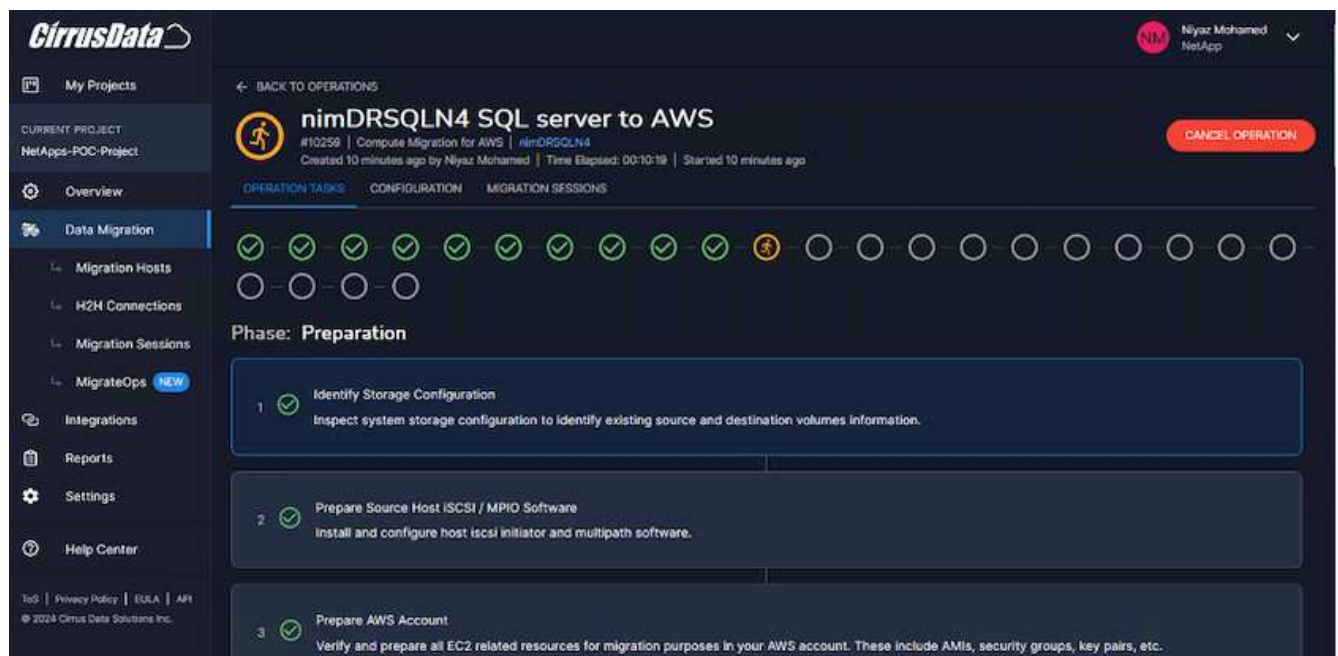 CirrusData
NM
Niyaz Mohamed
NetApp
My Projects
CURRENT PROJECT
NetApps-POC-Project
Overview
Data Migration
Migration Hosts
H2H Connections
Migration Sessions
MigrateOps NEW
Integrations
Reports
Settings
Help Center
ToS | Privacy Policy | EULA | API
© 2024 Cirrus Data Solutions Inc.
← BACK TO OPERATIONS
nimDRSQLN4 SQL server to AWS
#10259 | Compute Migration for AWS | nimDRSQLN4
Created 10 minutes ago by Niyaz Mohamed | Time Elapsed: 00:10:19 | Started 10 minutes ago
CANCEL OPERATION
OPERATION TASKS CONFIGURATION MIGRATION SESSIONS
Phase: Preparation
1 Identify Storage Configuration
Inspect system storage configuration to identify existing source and destination volumes information.
2 Prepare Source Host iSCSI / MPIO Software
Install and configure host iscsi initiator and multipath software.
3 Prepare AWS Account
Verify and prepare all EC2 related resources for migration purposes in your AWS account. These include AMIs, security groups, key pairs, etc.